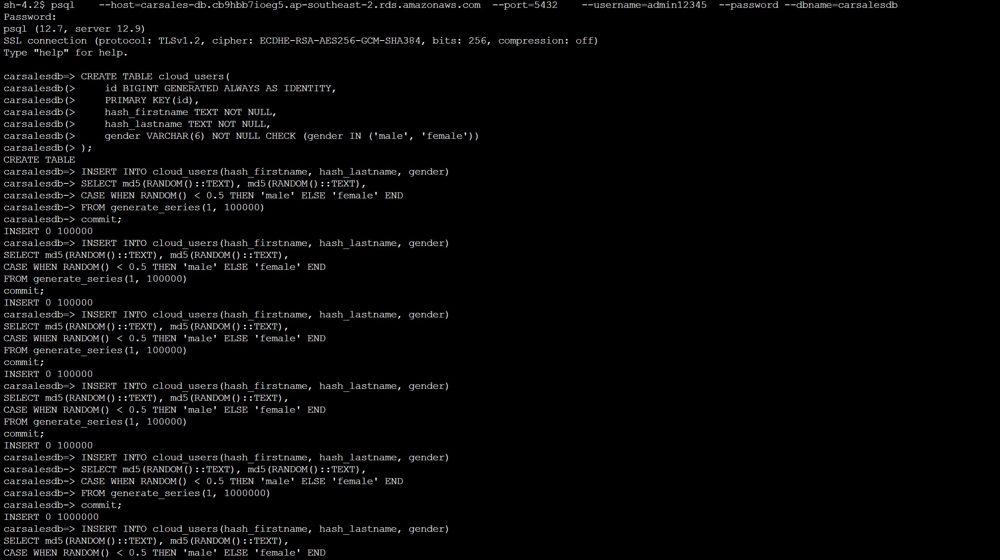 sh-4.2$ psql    --host=carsales-db.cb9hbb7ioeg5.ap-southeast-2.rds.amazonaws.com  --port=5432    --username=admin12345  --password --dbname=carsalesdb
Password:
psql (12.7, server 12.9)
SSL connection (protocol: TLSv1.2, cipher: ECDHE-RSA-AES256-GCM-SHA384, bits: 256, compression: off)
Type "help" for help.

carsalesdb=> CREATE TABLE cloud_users(
carsalesdb(>     id BIGINT GENERATED ALWAYS AS IDENTITY,
carsalesdb(>     PRIMARY KEY(id),
carsalesdb(>     hash_firstname TEXT NOT NULL,
carsalesdb(>     hash_lastname TEXT NOT NULL,
carsalesdb(>     gender VARCHAR(6) NOT NULL CHECK (gender IN ('male', 'female'))
carsalesdb(> );
CREATE TABLE
carsalesdb=> INSERT INTO cloud_users(hash_firstname, hash_lastname, gender)
carsalesdb-> SELECT md5(RANDOM()::TEXT), md5(RANDOM()::TEXT),
carsalesdb-> CASE WHEN RANDOM() < 0.5 THEN 'male' ELSE 'female' END
carsalesdb-> FROM generate_series(1, 100000)
carsalesdb-> commit;
INSERT 0 100000
carsalesdb=> INSERT INTO cloud_users(hash_firstname, hash_lastname, gender)
SELECT md5(RANDOM()::TEXT), md5(RANDOM()::TEXT),
CASE WHEN RANDOM() < 0.5 THEN 'male' ELSE 'female' END
FROM generate_series(1, 100000)
commit;
INSERT 0 100000
carsalesdb=> INSERT INTO cloud_users(hash_firstname, hash_lastname, gender)
SELECT md5(RANDOM()::TEXT), md5(RANDOM()::TEXT),
CASE WHEN RANDOM() < 0.5 THEN 'male' ELSE 'female' END
FROM generate_series(1, 100000)
commit;
INSERT 0 100000
carsalesdb=> INSERT INTO cloud_users(hash_firstname, hash_lastname, gender)
SELECT md5(RANDOM()::TEXT), md5(RANDOM()::TEXT),
CASE WHEN RANDOM() < 0.5 THEN 'male' ELSE 'female' END
FROM generate_series(1, 100000)
commit;
INSERT 0 100000
carsalesdb=> INSERT INTO cloud_users(hash_firstname, hash_lastname, gender)
carsalesdb-> SELECT md5(RANDOM()::TEXT), md5(RANDOM()::TEXT),
carsalesdb-> CASE WHEN RANDOM() < 0.5 THEN 'male' ELSE 'female' END
carsalesdb-> FROM generate_series(1, 1000000)
carsalesdb-> commit;
INSERT 0 1000000
carsalesdb=> INSERT INTO cloud_users(hash_firstname, hash_lastname, gender)
SELECT md5(RANDOM()::TEXT), md5(RANDOM()::TEXT),
CASE WHEN RANDOM() < 0.5 THEN 'male' ELSE 'female' END